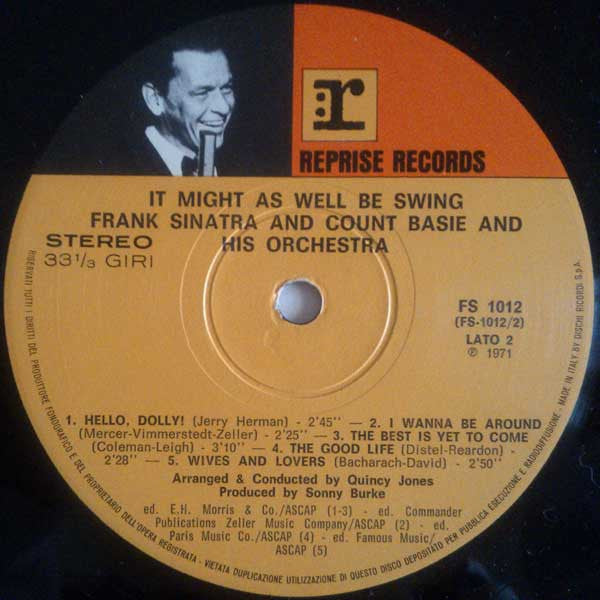 r
REPRISE RECORDS
IT MIGHT AS WELL BE SWING
FRANK SINATRA AND COUNT BASIE AND
HIS ORCHESTRA
STEREO
33 1/3 GIRI
FS 1012
(FS-1012/2)
LATO 2
℗ 1971
1. HELLO, DOLLY! (Jerry Herman) - 2'45" — 2. I WANNA BE AROUND
(Mercer-Vimmerstedt-Zeller) - 2'25" — 3. THE BEST IS YET TO COME
(Coleman-Leigh) - 3'10" — 4. THE GOOD LIFE (Distel-Reardon) -
2'28" — 5. WIVES AND LOVERS (Bacharach-David) - 2'50"
Arranged & Conducted by Quincy Jones
Produced by Sonny Burke
ed. E.H. Morris & Co./ASCAP (1-3) - ed. Commander
Publications Zeller Music Company/ASCAP (2) - ed.
Paris Music Co./ASCAP (4) - ed. Famous Music/
ASCAP (5)
RISERVATI TUTTI I DIRITTI DEL PRODUTTORE FONOGRAFICO E DEL PROPRIETARIO DELL'OPERA REGISTRATA - VIETATA DUPLICAZIONE UTILIZZAZIONE DI QUESTO DISCO DEPOSITATO PER PUBBLICA ESECUZIONE E RADIODIFFUSIONE - MADE IN ITALY BY DISCHI RICORDI S.p.A.